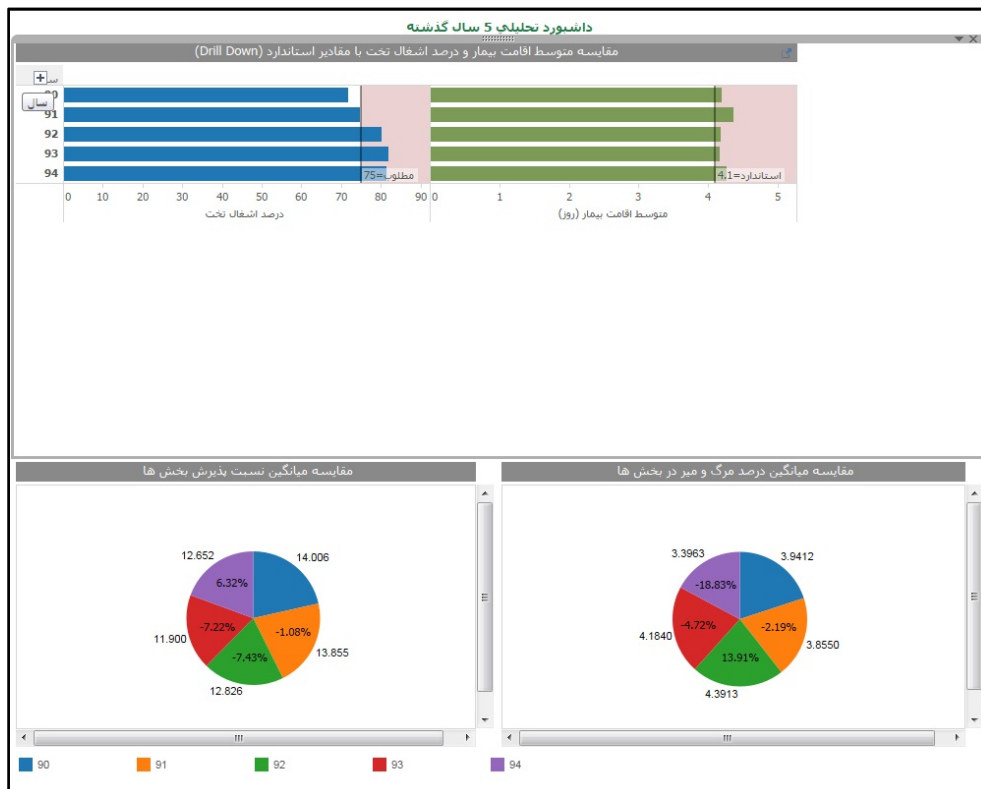 داشبورد تحلیلي 5 سال گذشته
مقایسه متوسط اقامت بیمار و درصد اشغال تخت با مقادیر استاندارد (Drill Down)
سال
91
92
93
94
مطلوب=75
استاندارد=4.1
0 10 20 30 40 50 60 70 80 90
0 1 2 3 4 5
درصد اشغال تخت
متوسط اقامت بیمار (روز)
مقایسه میانگین نسبت پذیرش بخش ها
12.652
14.006
6.32%
-7.22%
-1.08%
11.900
13.855
-7.43%
12.826
مقایسه میانگین درصد مرگ و میر در بخش ها
3.3963
3.9412
-18.83%
-4.72%
-2.19%
4.1840
3.8550
13.91%
4.3913
90 91 92 93 94